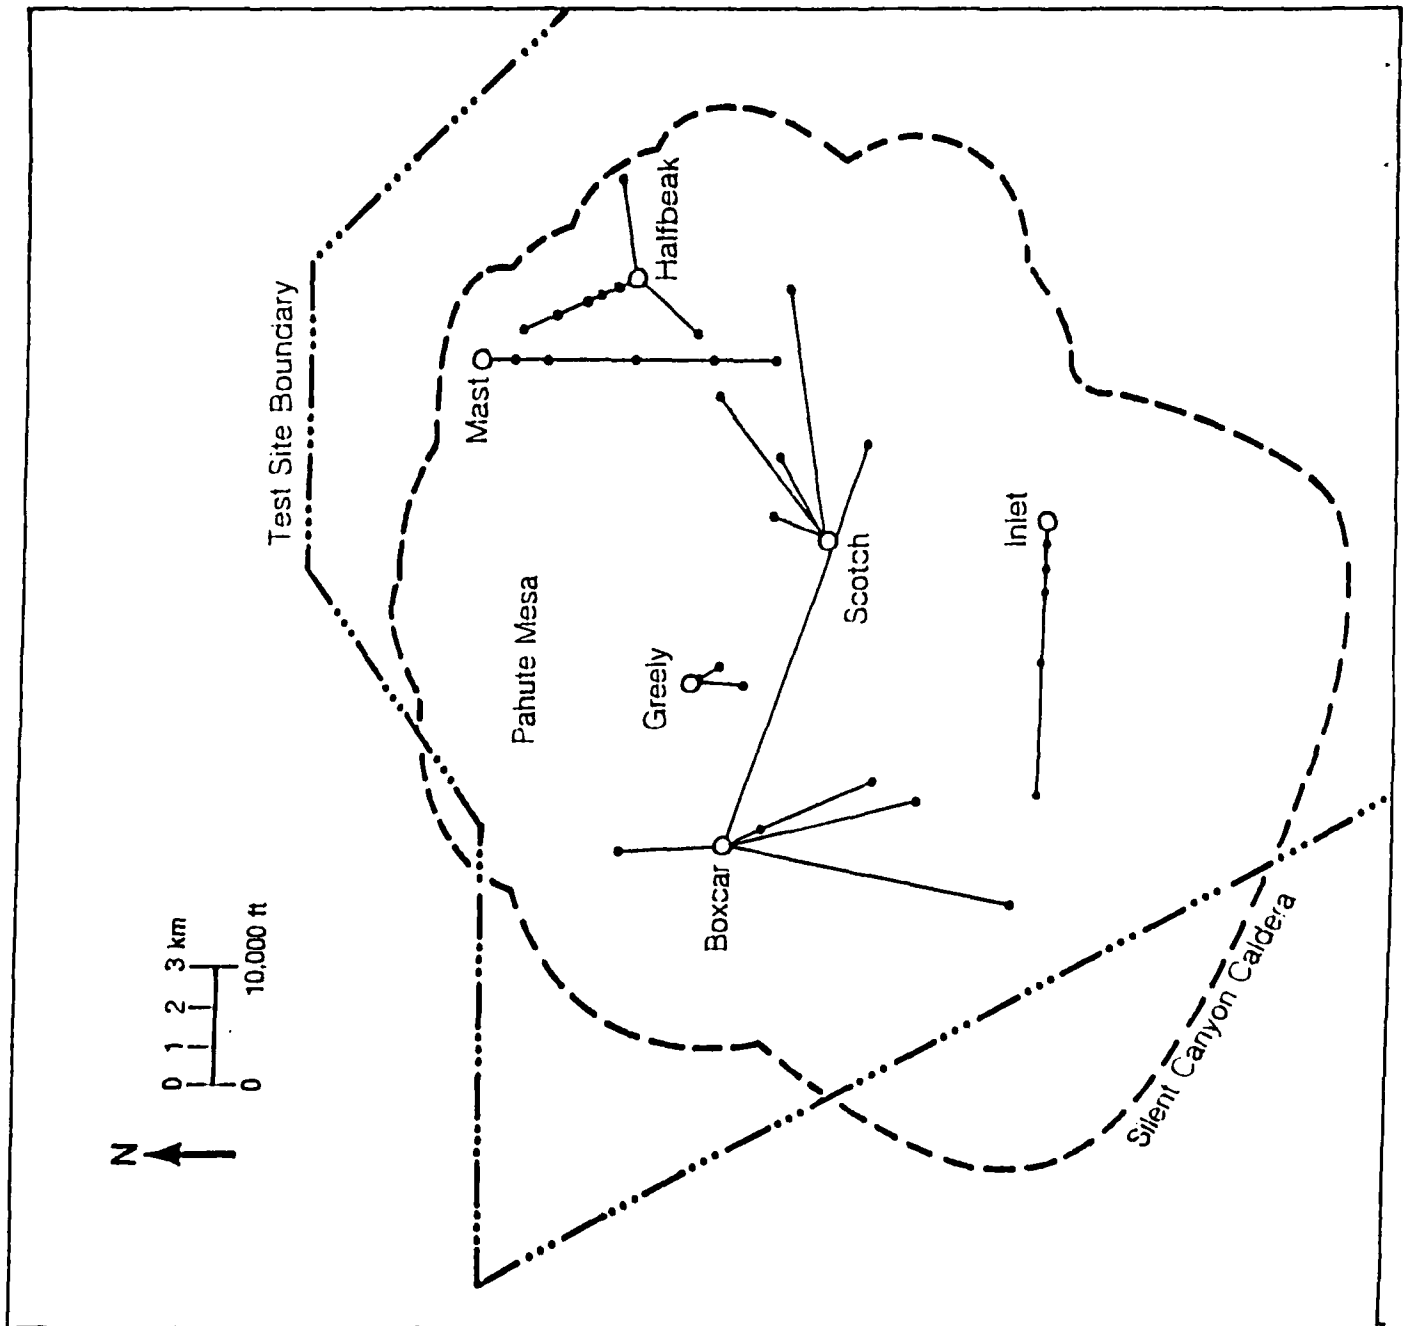 N
0 1 2 3 km
0 10,000 ft
Test Site Boundary
Mast
Halfbeak
Pahute Mesa
Greely
Scotch
Inlet
Boxcar
Silent Canyon Caldera